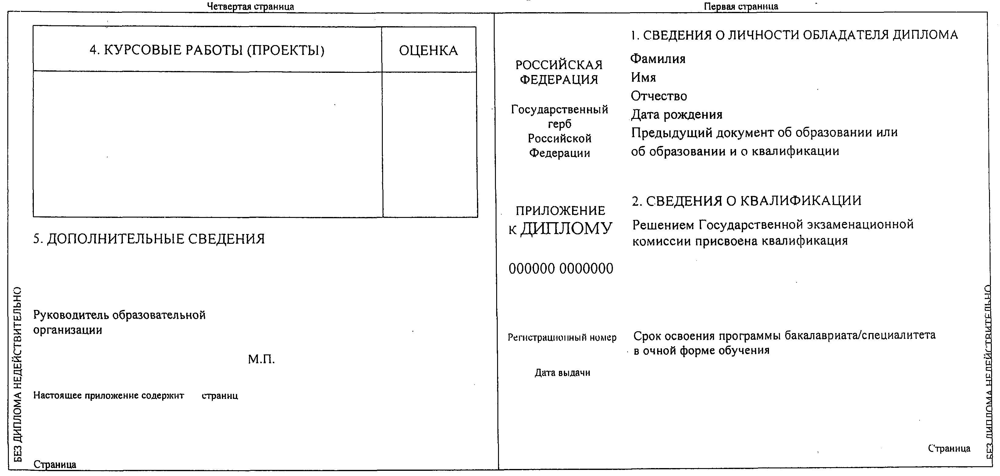 Четвертая страница
4. КУРСОВЫЕ РАБОТЫ (ПРОЕКТЫ)
ОЦЕНКА
5. ДОПОЛНИТЕЛЬНЫЕ СВЕДЕНИЯ
Руководитель образовательной
организации
М.П.
Настоящее приложение содержит страниц
Страница
БЕЗ ДИПЛОМА НЕДЕЙСТВИТЕЛЬНО
Первая страница
РОССИЙСКАЯ
ФЕДЕРАЦИЯ
Государственный
герб
Российской
Федерации
ПРИЛОЖЕНИЕ
к ДИПЛОМУ
000000 0000000
Регистрационный номер
Дата выдачи
1. СВЕДЕНИЯ О ЛИЧНОСТИ ОБЛАДАТЕЛЯ ДИПЛОМА
Фамилия
Имя
Отчество
Дата рождения
Предыдущий документ об образовании или
об образовании и о квалификации
2. СВЕДЕНИЯ О КВАЛИФИКАЦИИ
Решением Государственной экзаменационной
комиссии присвоена квалификация
Срок освоения программы бакалавриата/специалитета
в очной форме обучения
Страница
БЕЗ ДИПЛОМА НЕДЕЙСТВИТЕЛЬНО